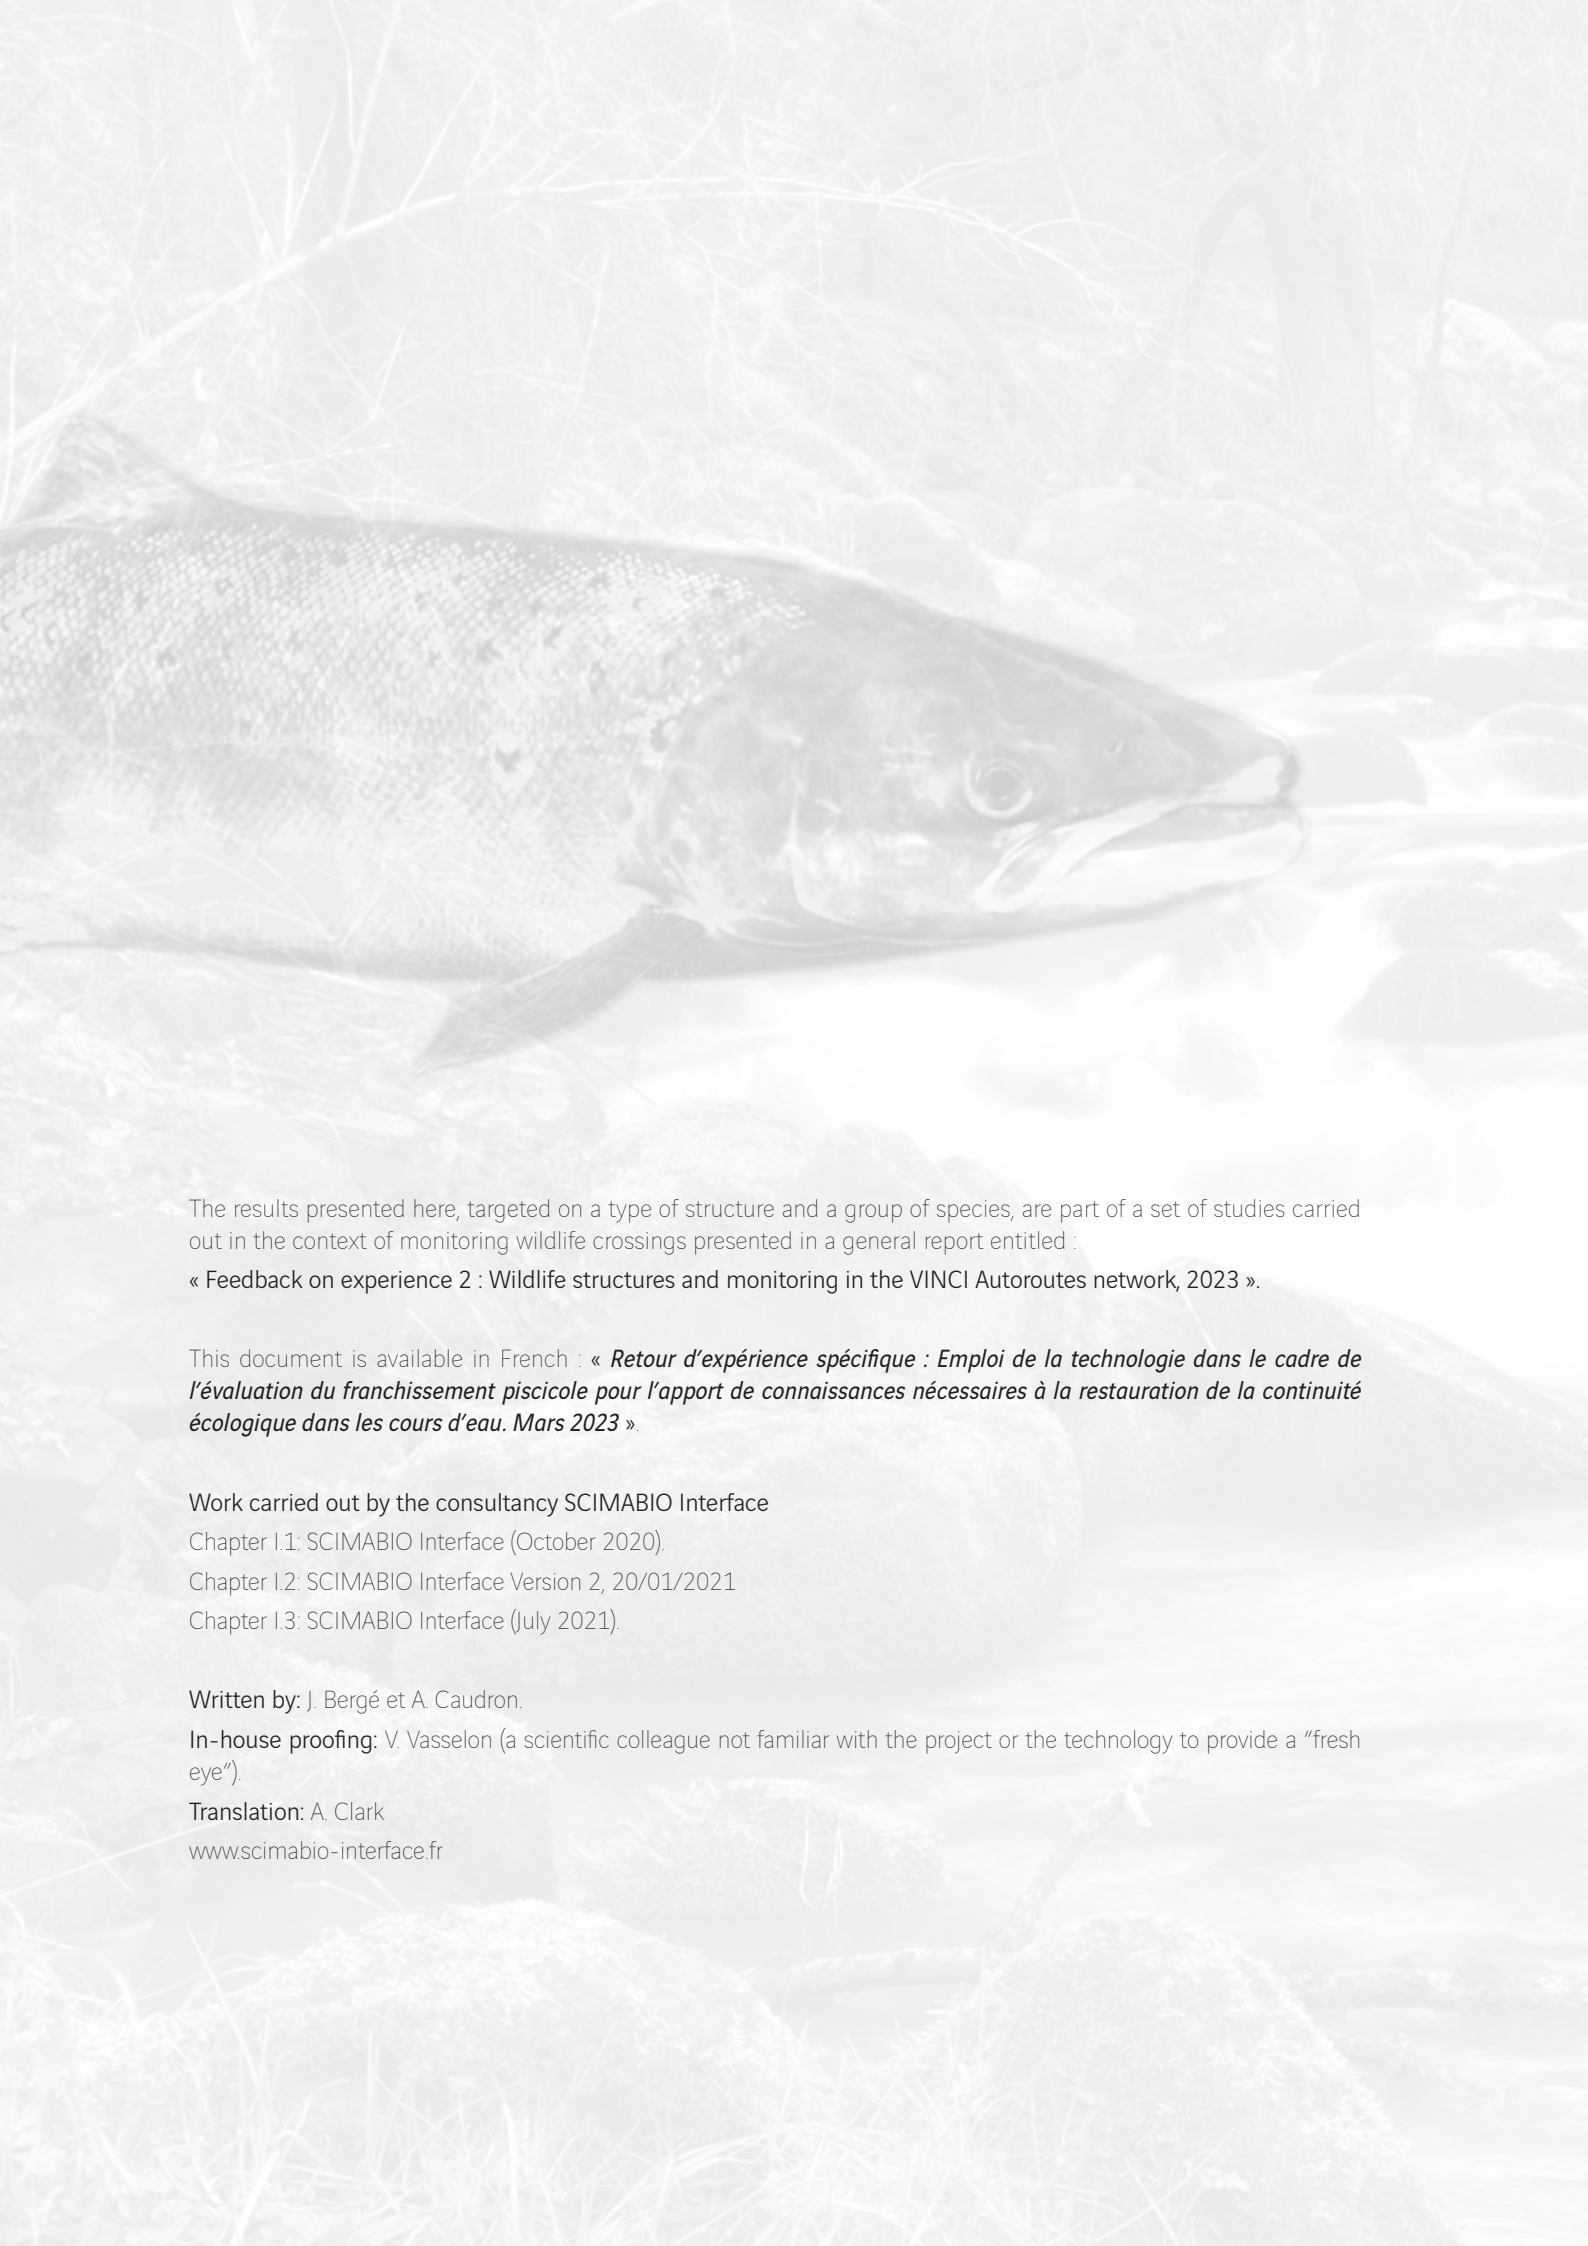 The results presented here, targeted on a type of structure and a group of species, are part of a set of studies carried
out in the context of monitoring wildlife crossings presented in a general report entitled :
« Feedback on experience 2 : Wildlife structures and monitoring in the VINCI Autoroutes network, 2023 ».
This document is available in French : « Retour d’expérience spécifique : Emploi de la technologie dans le cadre de
l’évaluation du franchissement piscicole pour l’apport de connaissances nécessaires à la restauration de la continuité
écologique dans les cours d’eau. Mars 2023 ».
Work carried out by the consultancy SCIMABIO Interface
Chapter I.1: SCIMABIO Interface (October 2020).
Chapter I.2: SCIMABIO Interface Version 2, 20/01/2021
Chapter I.3: SCIMABIO Interface (July 2021).
Written by: J. Bergé et A. Caudron.
In-house proofing: V. Vasselon (a scientific colleague not familiar with the project or the technology to provide a “fresh
eye”).
Translation: A. Clark
www.scimabio-interface.fr